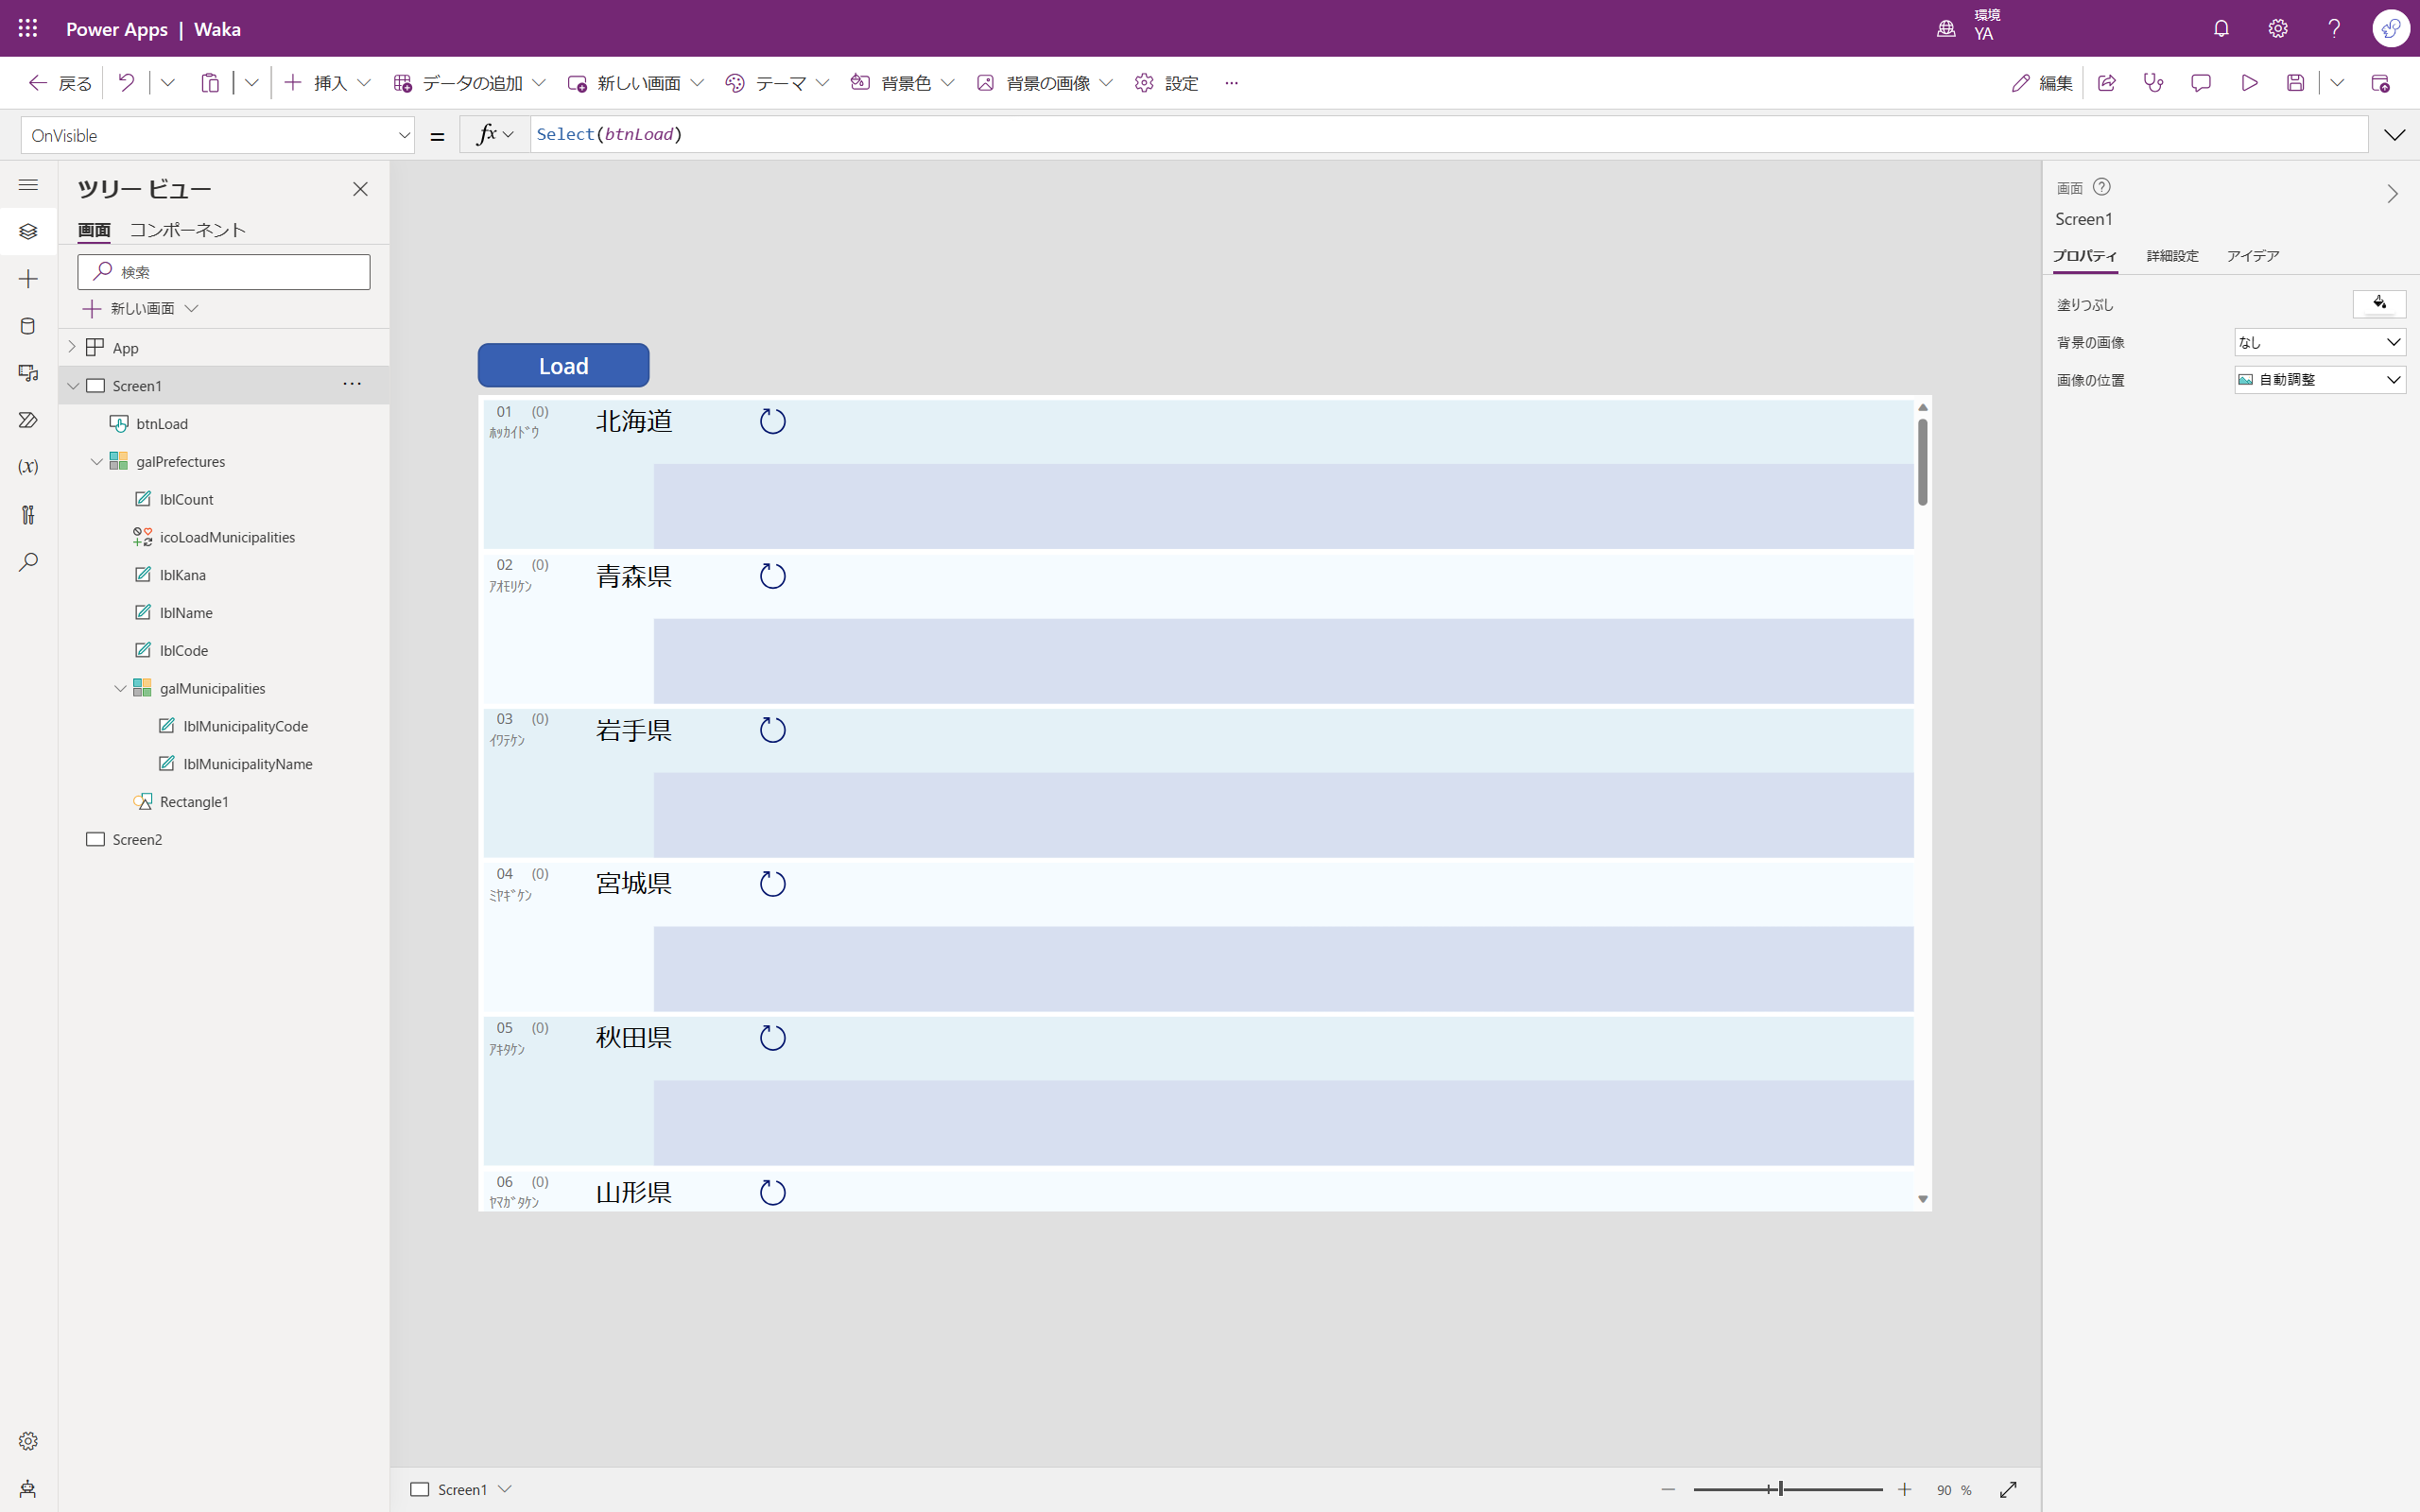 Power Apps | Waka
環境
YA
戻る
挿入
データの追加
新しい画面
テーマ
背景色
背景の画像
設定
編集
OnVisible
=
fx
Select(btnLoad)
ツリー ビュー
画面 コンポーネント
検索
新しい画面
App
Screen1
btnLoad
galPrefectures
lblCount
icoLoadMunicipalities
lblKana
lblName
lblCode
galMunicipalities
lblMunicipalityCode
lblMunicipalityName
Rectangle1
Screen2
(x)
Load
01 (0) 北海道
ﾎｯｶｲﾄﾞｳ
02 (0) 青森県
ｱｵﾓﾘｹﾝ
03 (0) 岩手県
ｲﾜﾃｹﾝ
04 (0) 宮城県
ﾐﾔｷﾞｹﾝ
05 (0) 秋田県
ｱｷﾀｹﾝ
06 (0) 山形県
ﾔﾏｶﾞﾀｹﾝ
画面
Screen1
プロパティ 詳細設定 アイデア
塗りつぶし
背景の画像 なし
画像の位置 自動調整
Screen1
90 %